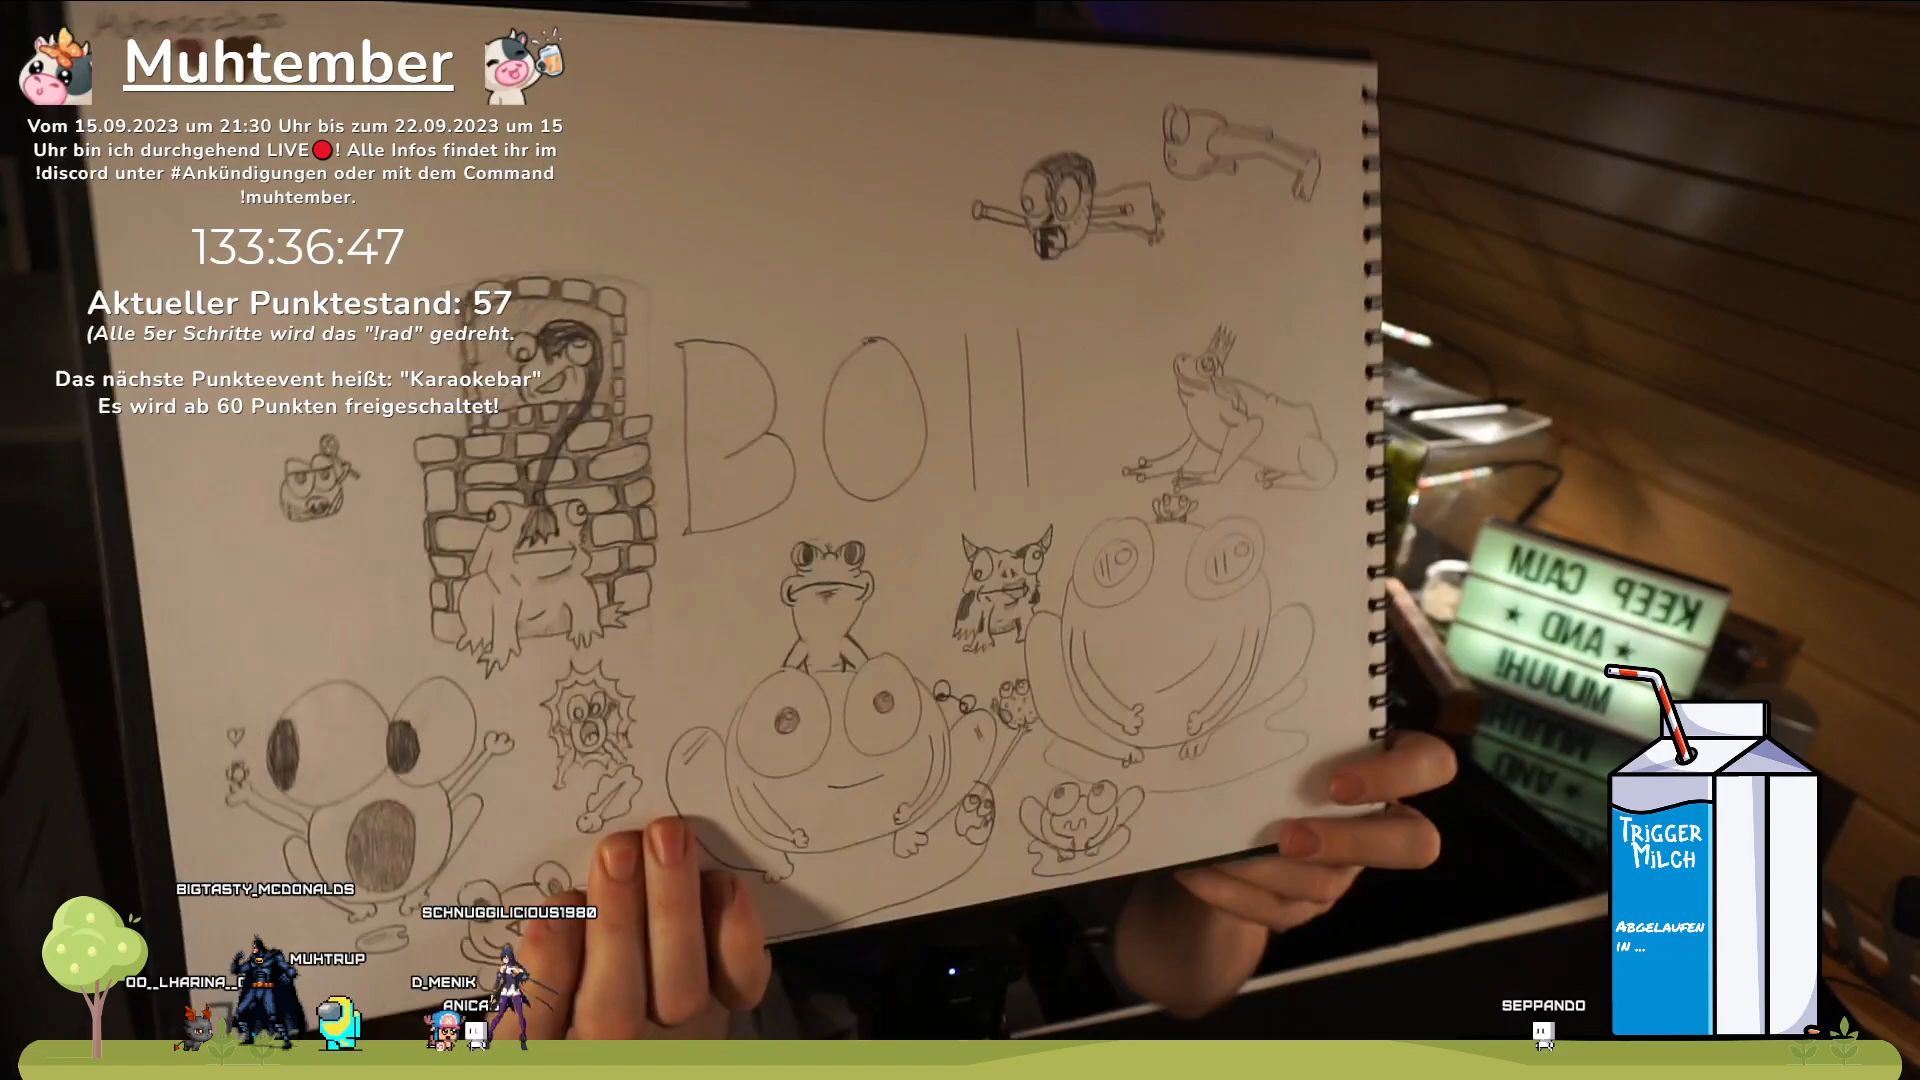 Muhtember
Vom 15.09.2023 um 21:30 Uhr bis zum 22.09.2023 um 15
Uhr bin ich durchgehend LIVE🔴! Alle Infos findet ihr im
!discord unter #Ankündigungen oder mit dem Command
!muhtember.
133:36:47
Aktueller Punktestand: 57
(Alle 5er Schritte wird das "!rad" gedreht.
Das nächste Punkteevent heißt: "Karaokebar"
Es wird ab 60 Punkten freigeschaltet!
BOll
KEEP CALM
★ AND ★
MUUUH!
TRiGGER
MiLCH
ABGELAUFEN
IN ...
BIGTASTY_MCDONALDS
SCHNUGGILICIOUS1980
MUHTRUP
OO__LHARINA__
D_MENIK
ANICA
SEPPANDO